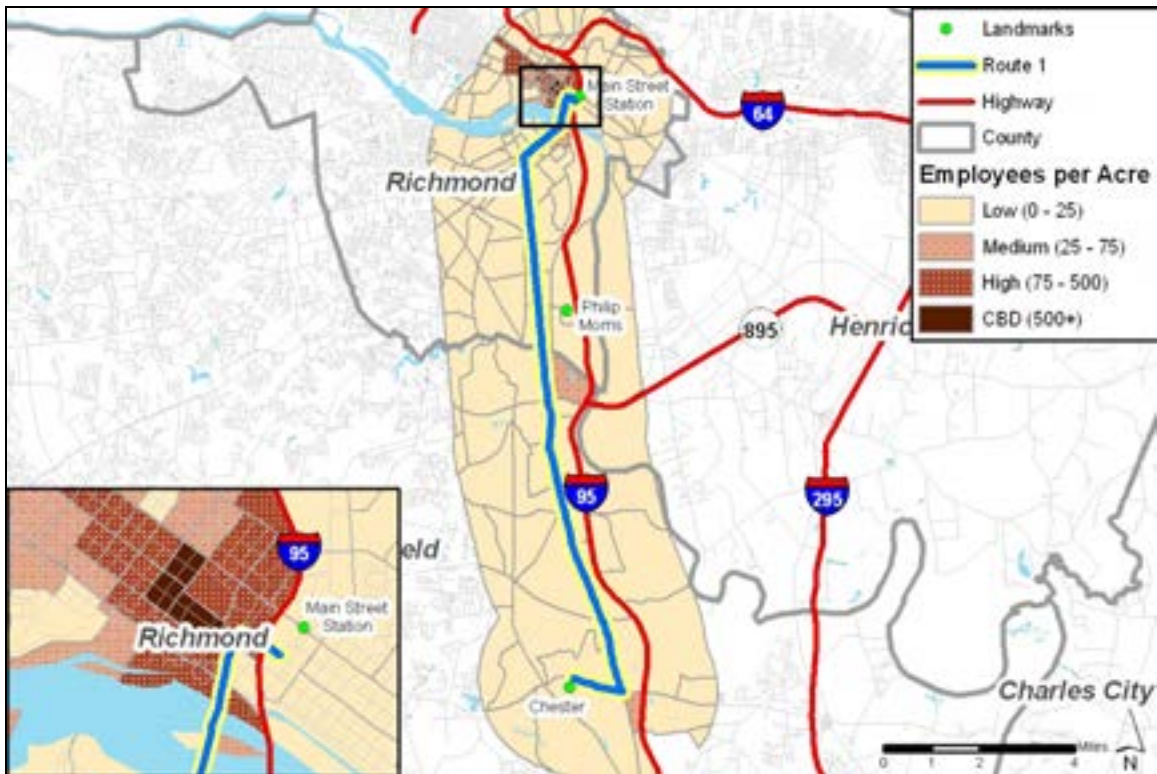 Landmarks
Route 1
Highway
County
Employees per Acre
Low (0 - 25)
Medium (25 - 75)
High (75 - 500)
CBD (500+)
Main Street
Station
64
Richmond
Philip
Morris
895
Henric
95
295
eld
95
Main Street
Station
Richmond
Chester
Charles City
Miles
0 1 2 4
N